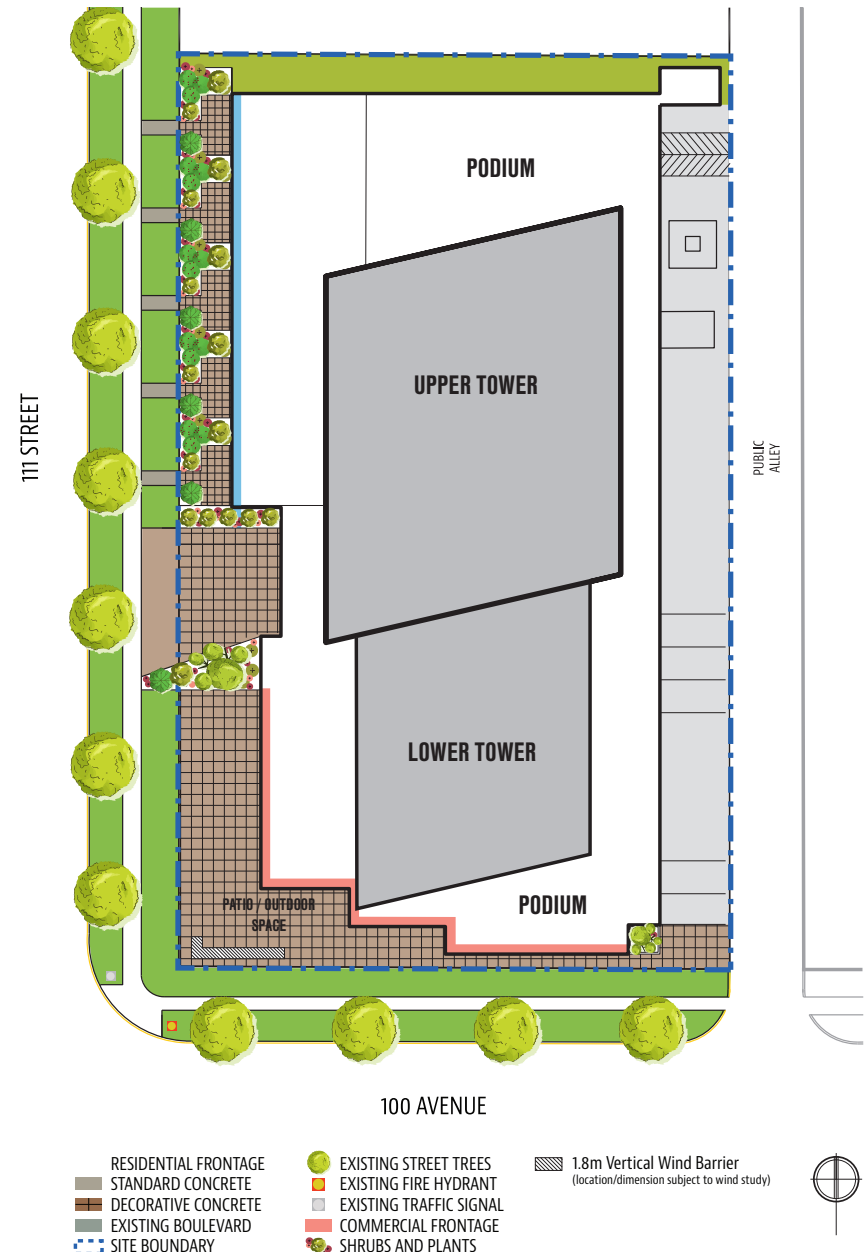 PODIUM
UPPER TOWER
111 STREET
PUBLIC
ALLEY
LOWER TOWER
PATIO / OUTDOOR
SPACE
PODIUM
100 AVENUE
RESIDENTIAL FRONTAGE
STANDARD CONCRETE
DECORATIVE CONCRETE
EXISTING BOULEVARD
SITE BOUNDARY
EXISTING STREET TREES
EXISTING FIRE HYDRANT
EXISTING TRAFFIC SIGNAL
COMMERCIAL FRONTAGE
SHRUBS AND PLANTS
1.8m Vertical Wind Barrier
(location/dimension subject to wind study)